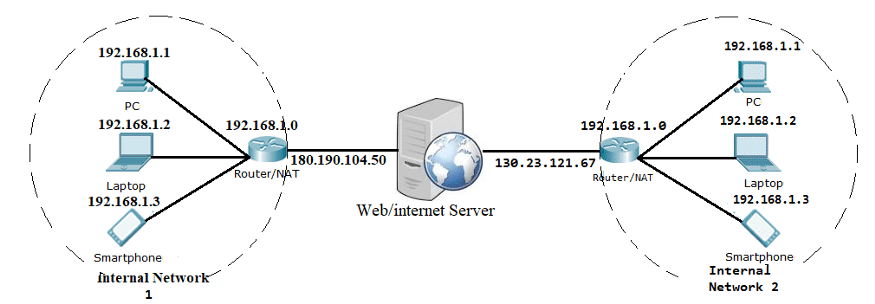 192.168.1.1
PC
192.168.1.2
Laptop
192.168.1.3
Smartphone
Internal Network
1
192.168.1.0
Router/NAT
180.190.104.50
Web/internet Server
130.23.121.67
192.168.1.0
Router/NAT
192.168.1.1
PC
192.168.1.2
Laptop
192.168.1.3
Smartphone
Internal
Network 2